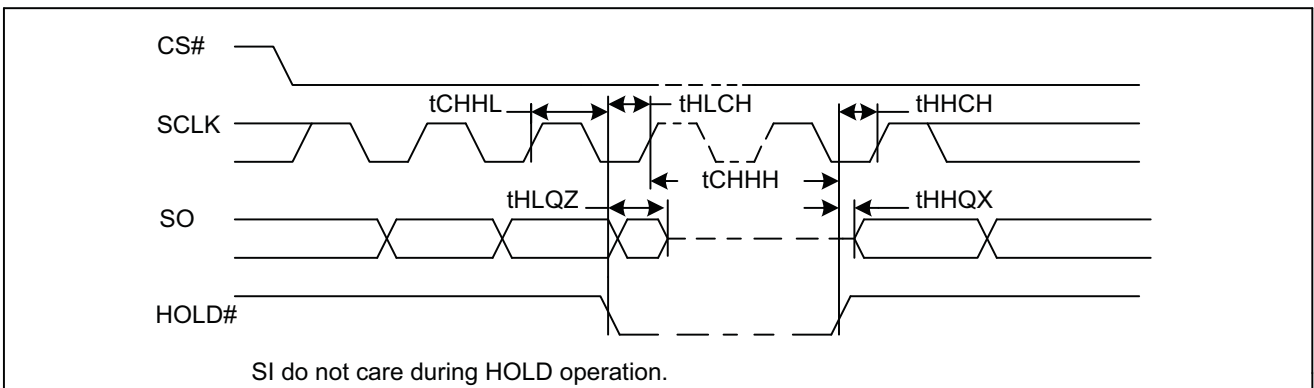 CS#
tCHHL
tHLCH
tHHCH
SCLK
tCHHH
tHLQZ
tHHQX
SO
HOLD#
SI do not care during HOLD operation.